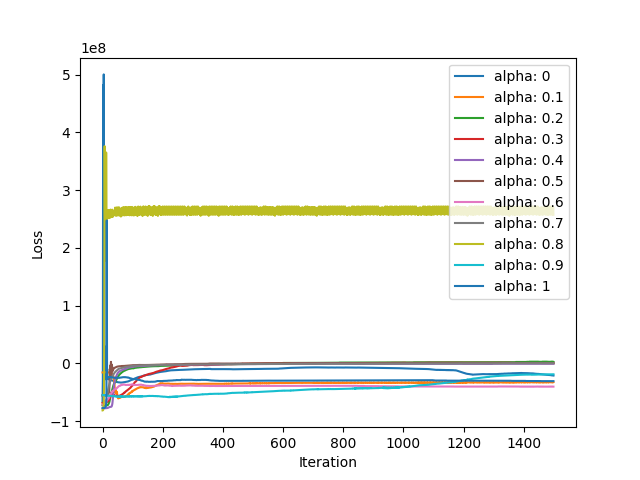 1e8
5
4
3
2
1
0
−1
Loss
0 200 400 600 800 1000 1200 1400
Iteration
alpha: 0
alpha: 0.1
alpha: 0.2
alpha: 0.3
alpha: 0.4
alpha: 0.5
alpha: 0.6
alpha: 0.7
alpha: 0.8
alpha: 0.9
alpha: 1